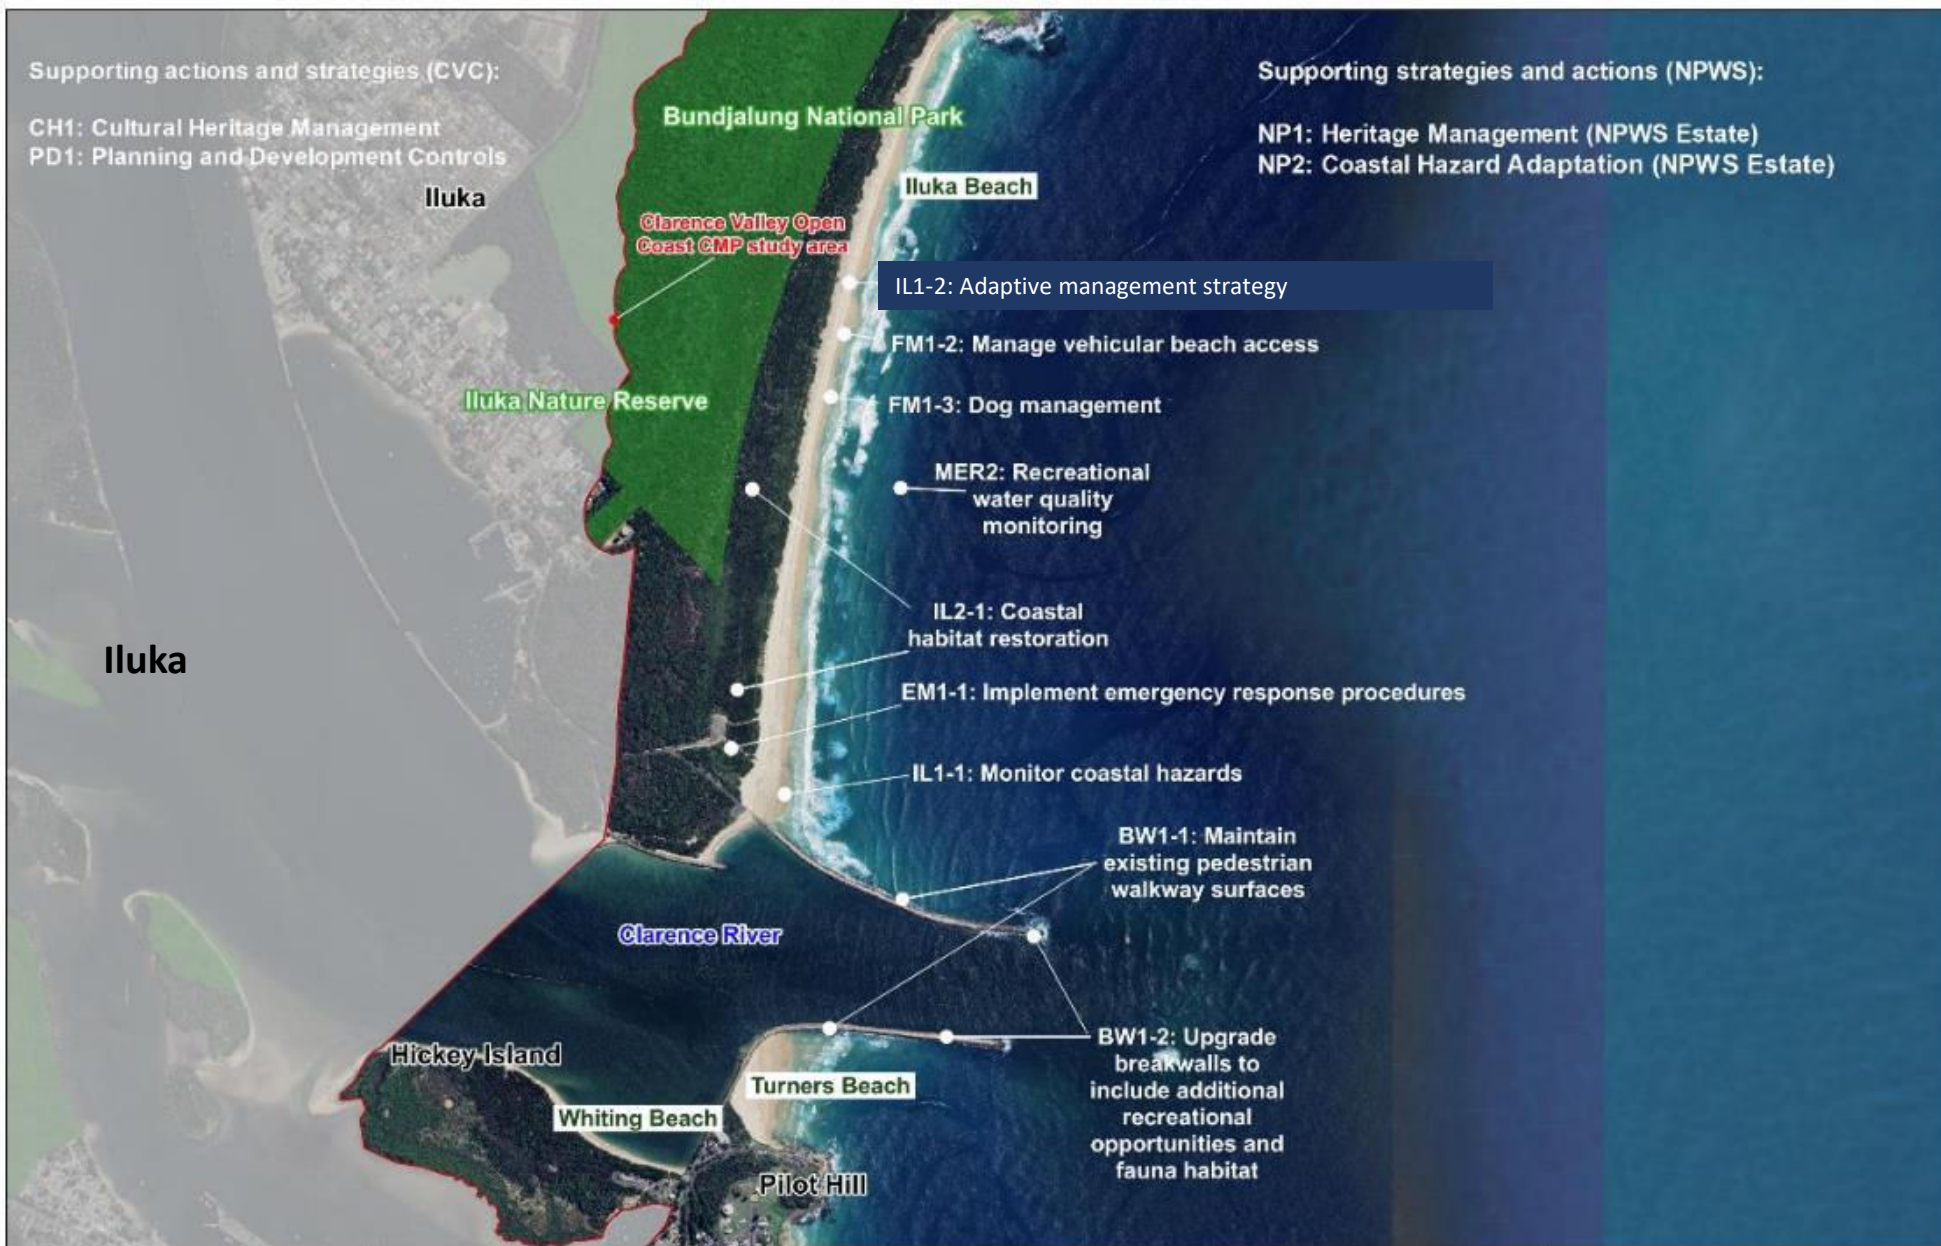 Supporting actions and strategies (CVC):
CH1: Cultural Heritage Management
PD1: Planning and Development Controls
Iluka
Bundjalung National Park
Supporting strategies and actions (NPWS):
NP1: Heritage Management (NPWS Estate)
NP2: Coastal Hazard Adaptation (NPWS Estate)
Iluka Beach
Clarence Valley Open
Coast CMP study area
IL1-2: Adaptive management strategy
FM1-2: Manage vehicular beach access
Iluka Nature Reserve
FM1-3: Dog management
MER2: Recreational
water quality
monitoring
IL2-1: Coastal
habitat restoration
Iluka
EM1-1: Implement emergency response procedures
IL1-1: Monitor coastal hazards
BW1-1: Maintain
existing pedestrian
walkway surfaces
Clarence River
BW1-2: Upgrade
breakwalls to
include additional
recreational
opportunities and
fauna habitat
Hickey Island
Turners Beach
Whiting Beach
Pilot Hill